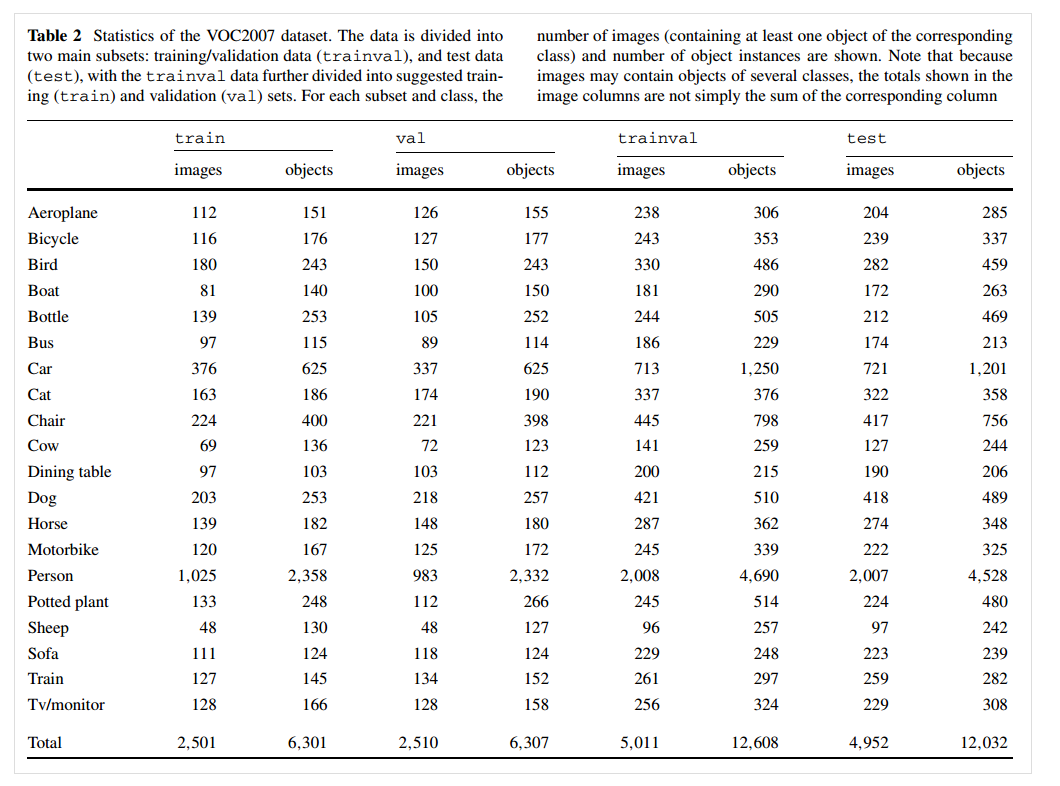 Table 2 Statistics of the VOC2007 dataset. The data is divided into
two main subsets: training/validation data (trainval), and test data
(test), with the trainval data further divided into suggested train-
ing (train) and validation (val) sets. For each subset and class, the
number of images (containing at least one object of the corresponding
class) and number of object instances are shown. Note that because
images may contain objects of several classes, the totals shown in the
image columns are not simply the sum of the corresponding column
train val trainval test
images objects images objects images objects images objects
Aeroplane 112 151 126 155 238 306 204 285
Bicycle 116 176 127 177 243 353 239 337
Bird 180 243 150 243 330 486 282 459
Boat 81 140 100 150 181 290 172 263
Bottle 139 253 105 252 244 505 212 469
Bus 97 115 89 114 186 229 174 213
Car 376 625 337 625 713 1,250 721 1,201
Cat 163 186 174 190 337 376 322 358
Chair 224 400 221 398 445 798 417 756
Cow 69 136 72 123 141 259 127 244
Dining table 97 103 103 112 200 215 190 206
Dog 203 253 218 257 421 510 418 489
Horse 139 182 148 180 287 362 274 348
Motorbike 120 167 125 172 245 339 222 325
Person 1,025 2,358 983 2,332 2,008 4,690 2,007 4,528
Potted plant 133 248 112 266 245 514 224 480
Sheep 48 130 48 127 96 257 97 242
Sofa 111 124 118 124 229 248 223 239
Train 127 145 134 152 261 297 259 282
Tv/monitor 128 166 128 158 256 324 229 308
Total 2,501 6,301 2,510 6,307 5,011 12,608 4,952 12,032